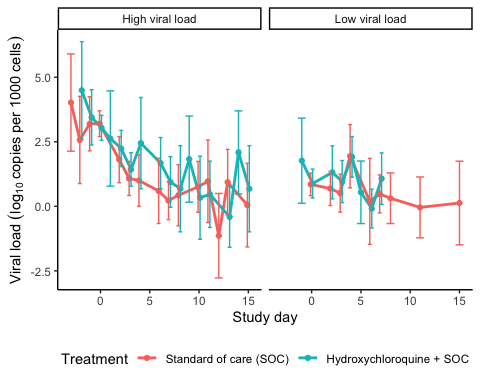 High viral load
Low viral load
Viral load (log10 copies per 1000 cells)
5.0
2.5
0.0
-2.5
0 5 10 15
0 5 10 15
Study day
Treatment Standard of care (SOC) Hydroxychloroquine + SOC